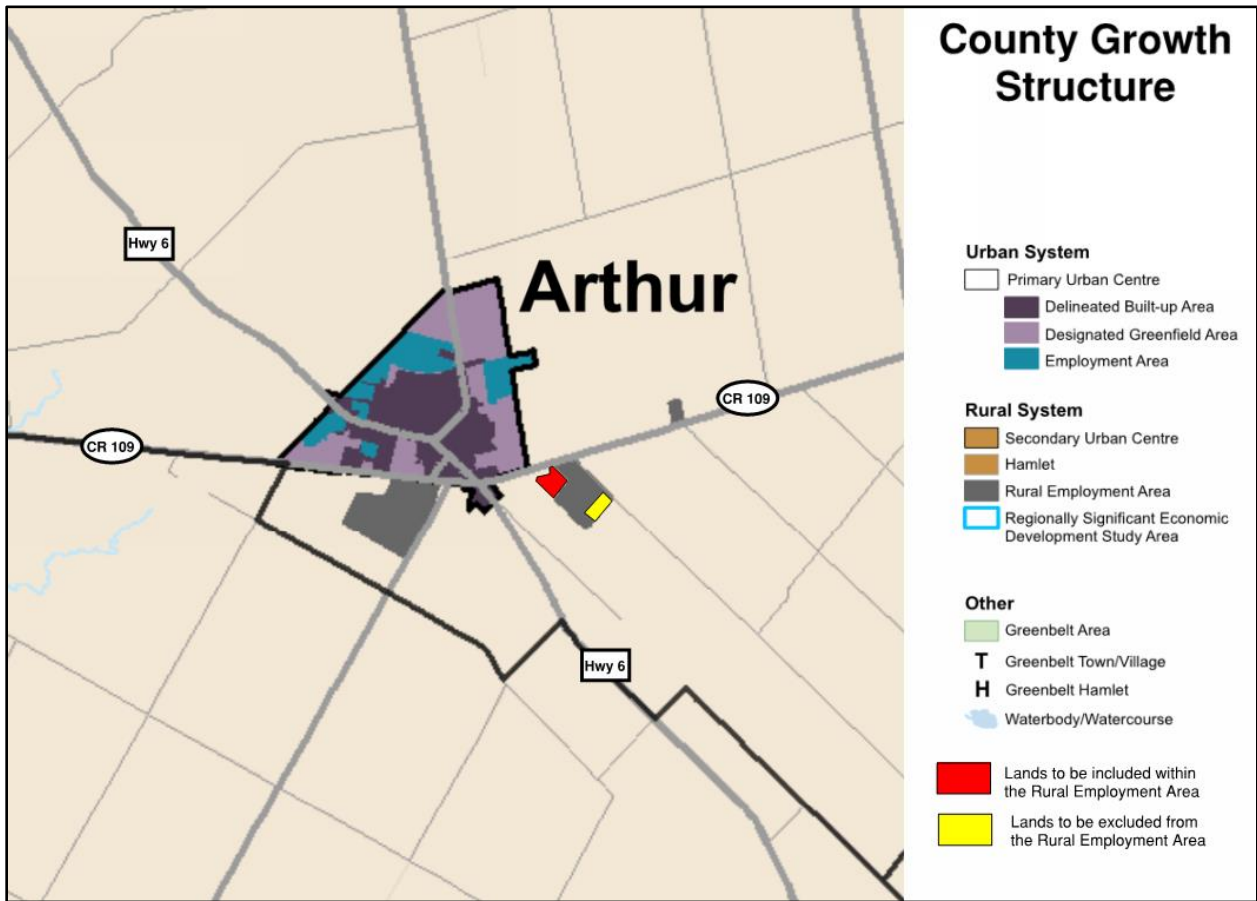 County Growth
Structure
Hwy 6
Arthur
CR 109
CR 109
Hwy 6
Urban System
Primary Urban Centre
Delineated Built-up Area
Designated Greenfield Area
Employment Area
Rural System
Secondary Urban Centre
Hamlet
Rural Employment Area
Regionally Significant Economic
Development Study Area
Other
Greenbelt Area
T Greenbelt Town/Village
H Greenbelt Hamlet
Waterbody/Watercourse
Lands to be included within
the Rural Employment Area
Lands to be excluded from
the Rural Employment Area